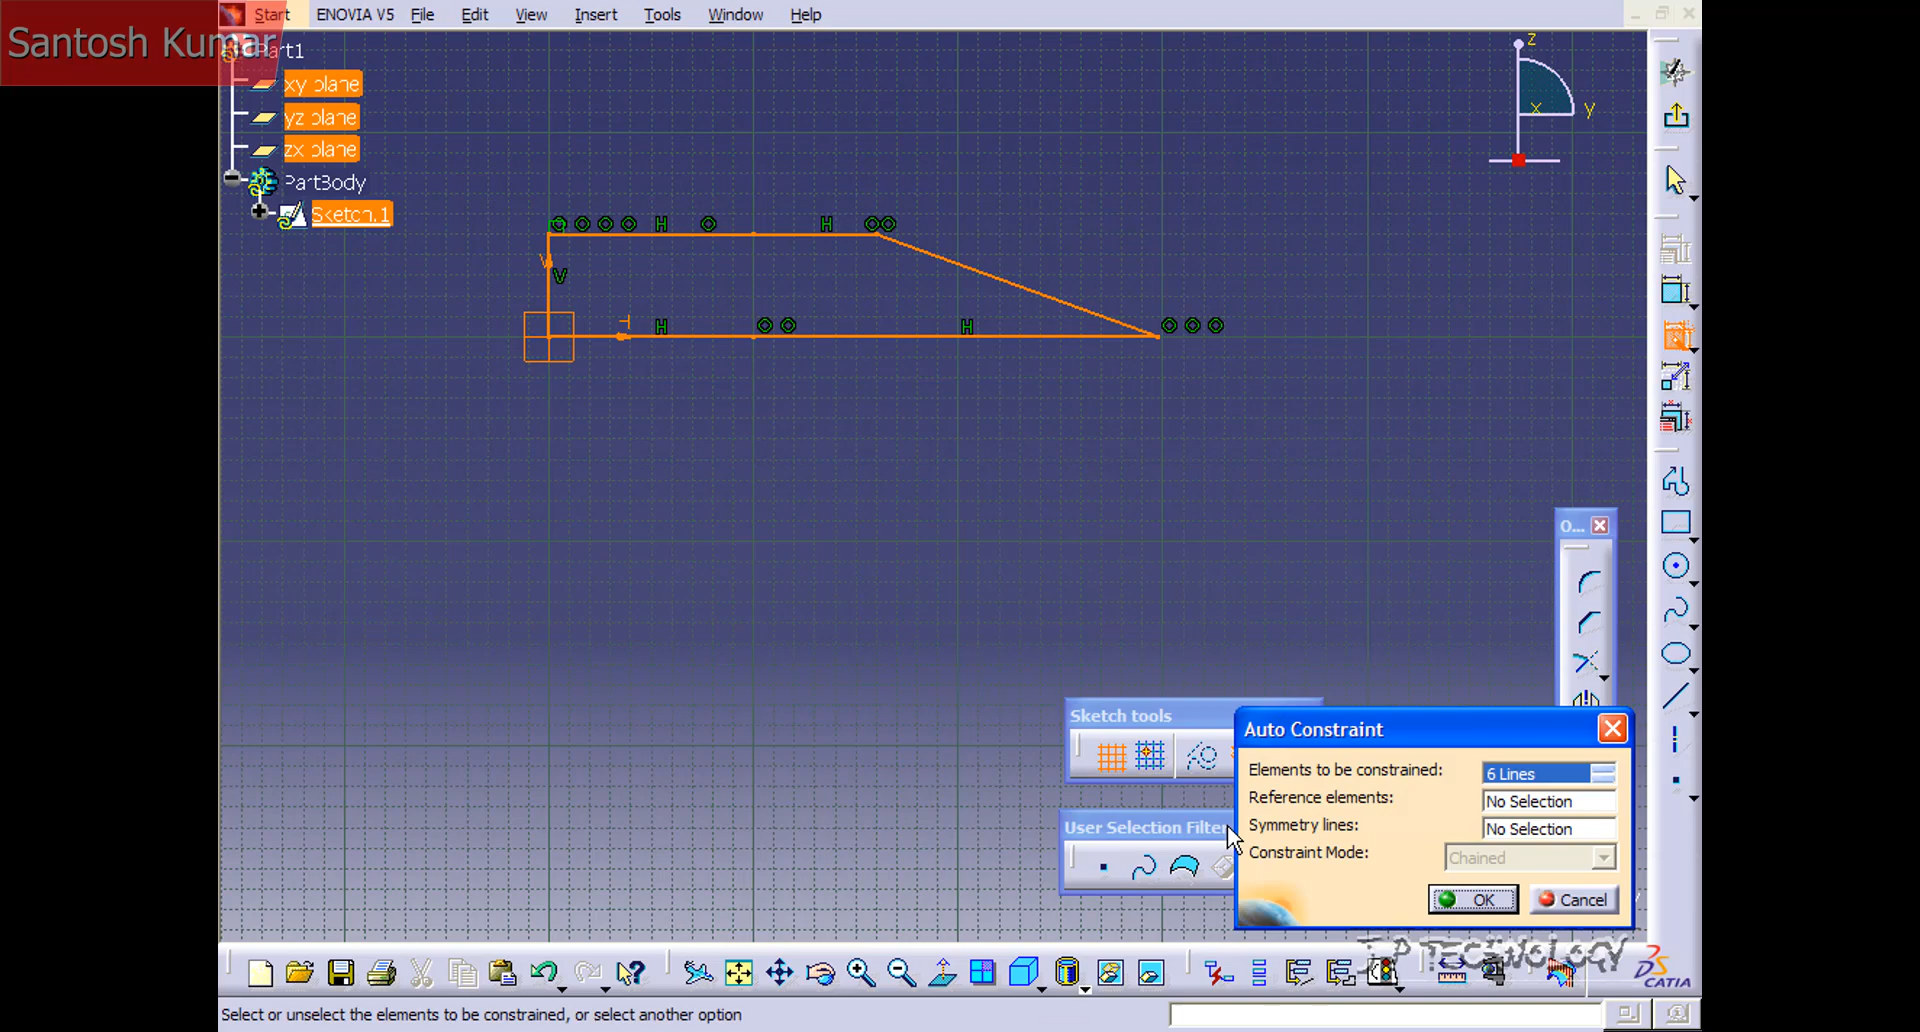 Santosh Kumar
Start ENOVIA V5 File Edit View Insert Tools Window Help
Part1
xy plane
yz plane
zx plane
PartBody
Sketch.1
z
x
y
H
H
V
V
H
H
O...
Sketch tools
User Selection Filter
Auto Constraint
Elements to be constrained: 6 Lines
Reference elements: No Selection
Symmetry lines: No Selection
Constraint Mode: Chained
OK Cancel
TECHNOLOGY
CATIA
Select or unselect the elements to be constrained, or select another option